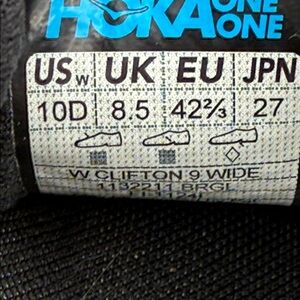 HOKA ONE ONE
USw UK EU JPN
10D 8.5 42⅔ 27
W CLIFTON 9 WIDE
1132211 BRGL